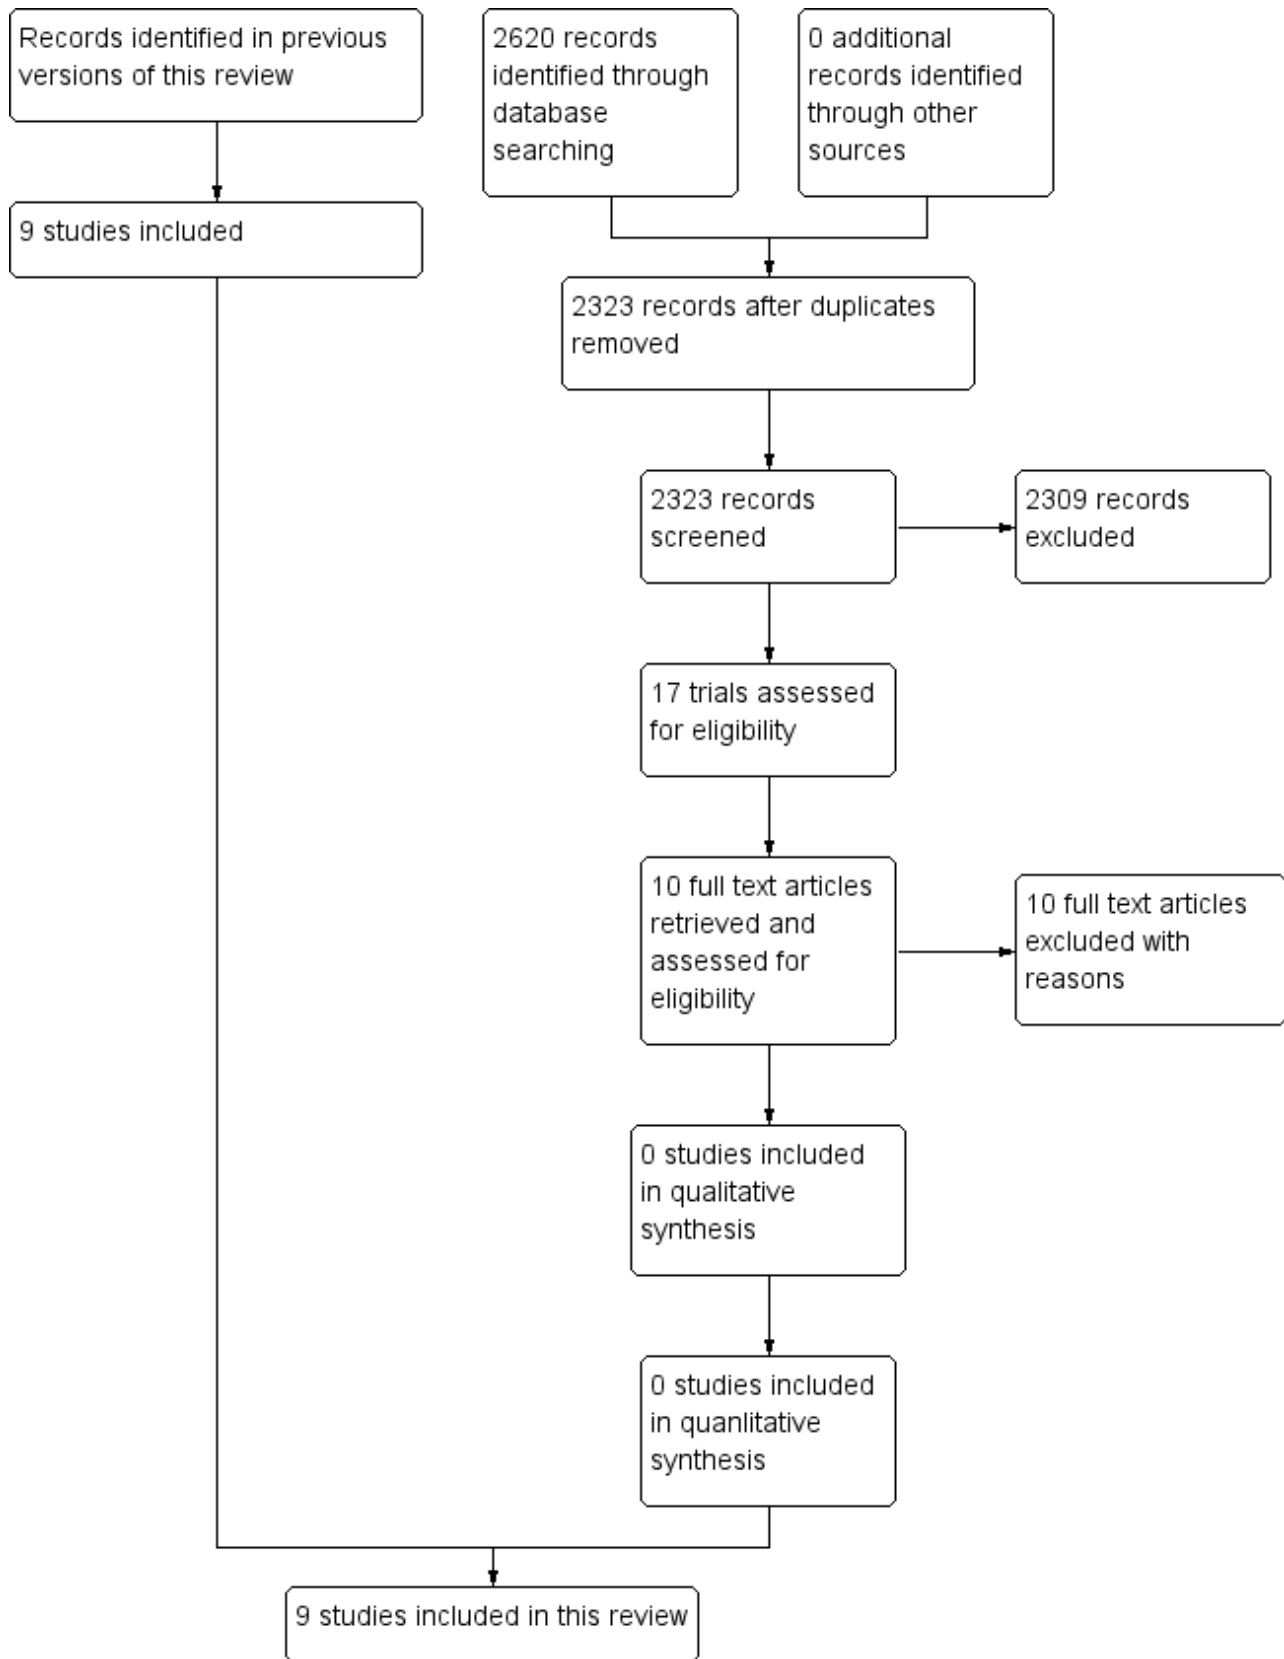 Records identified in previous
versions of this review
2620 records
identified through
database
searching
0 additional
records identified
through other
sources
9 studies included
2323 records after duplicates
removed
2323 records
screened
2309 records
excluded
17 trials assessed
for eligibility
10 full text articles
retrieved and
assessed for
eligibility
10 full text articles
excluded with
reasons
0 studies included
in qualitative
synthesis
0 studies included
in quanlitative
synthesis
9 studies included in this review